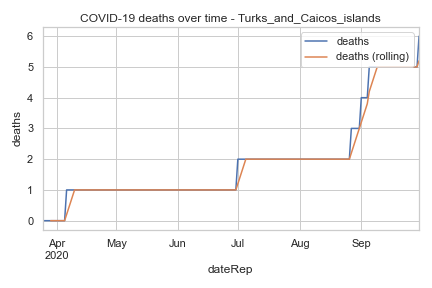 COVID-19 deaths over time - Turks_and_Caicos_islands
deaths
deaths (rolling)
6
5
4
3
2
1
0
deaths
Apr
2020
May
Jun
Jul
Aug
Sep
dateRep